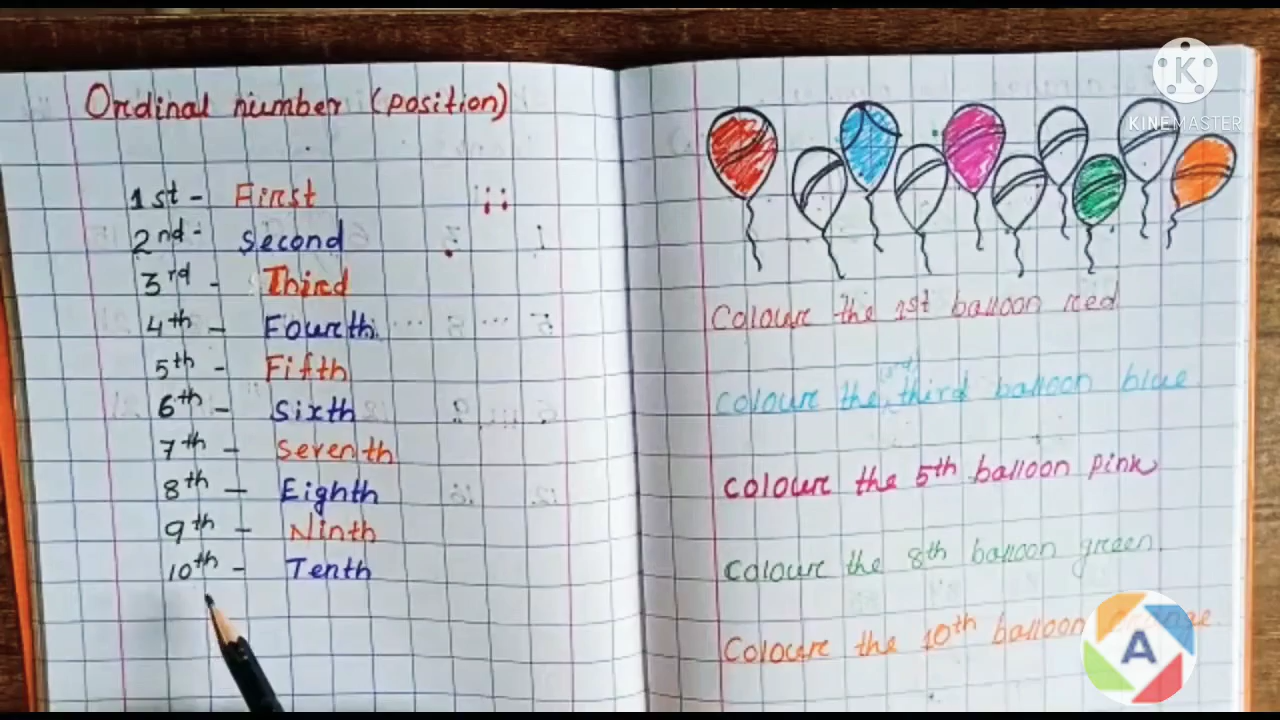 Ordinal number (position)
1st - First
2nd - Second
3rd - Third
4th - Fourth
5th - Fifth
6th - Sixth
7th - Seventh
8th - Eighth
9th - Ninth
10th - Tenth
K
KINEMASTER
Colour the 1st balloon red
Colour the third balloon blue
Colour the 5th balloon pink
Colour the 8th balloon green
Colour the 10th balloon orange
A